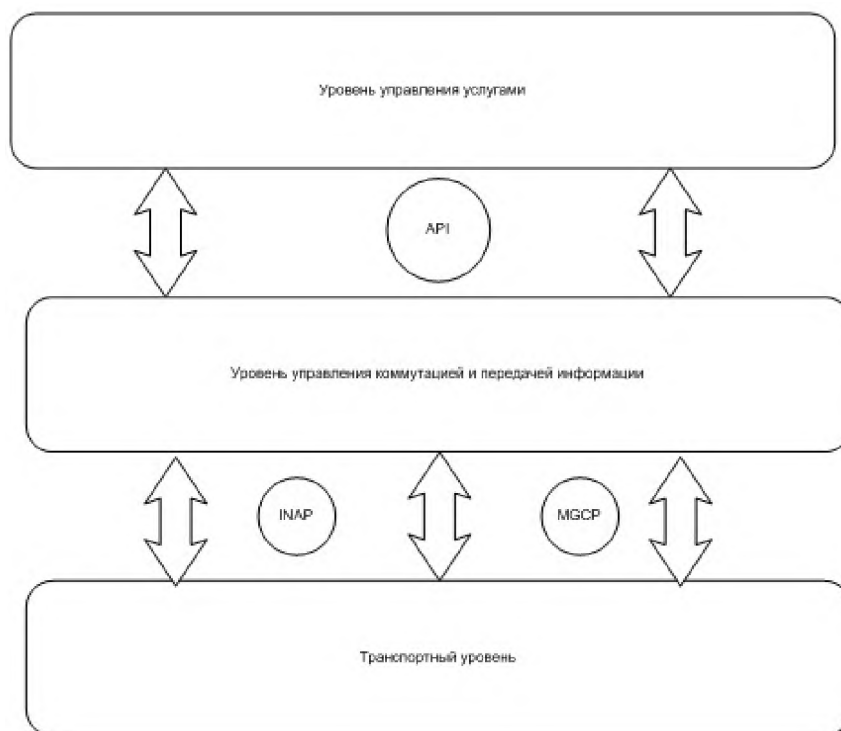 Уровень управления услугами
API
Уровень управления коммутацией и передачей информации
INAP
MGCP
Транспортный уровень